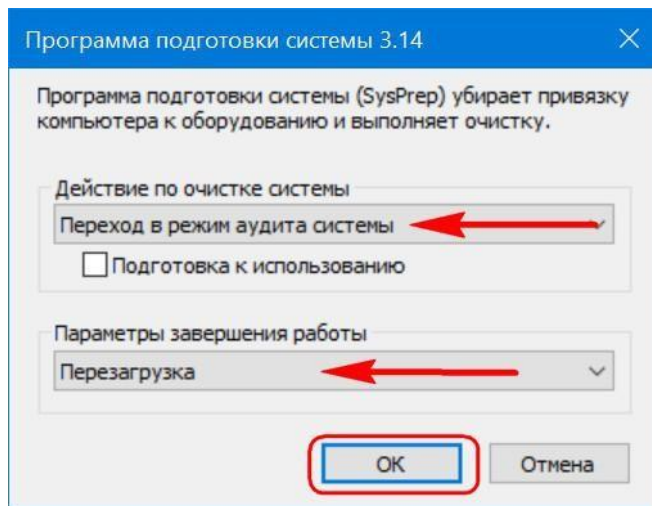 Программа подготовки системы 3.14
Программа подготовки системы (SysPrep) убирает привязку
компьютера к оборудованию и выполняет очистку.
Действие по очистке системы
Переход в режим аудита системы
Подготовка к использованию
Параметры завершения работы
Перезагрузка
ОК
Отмена